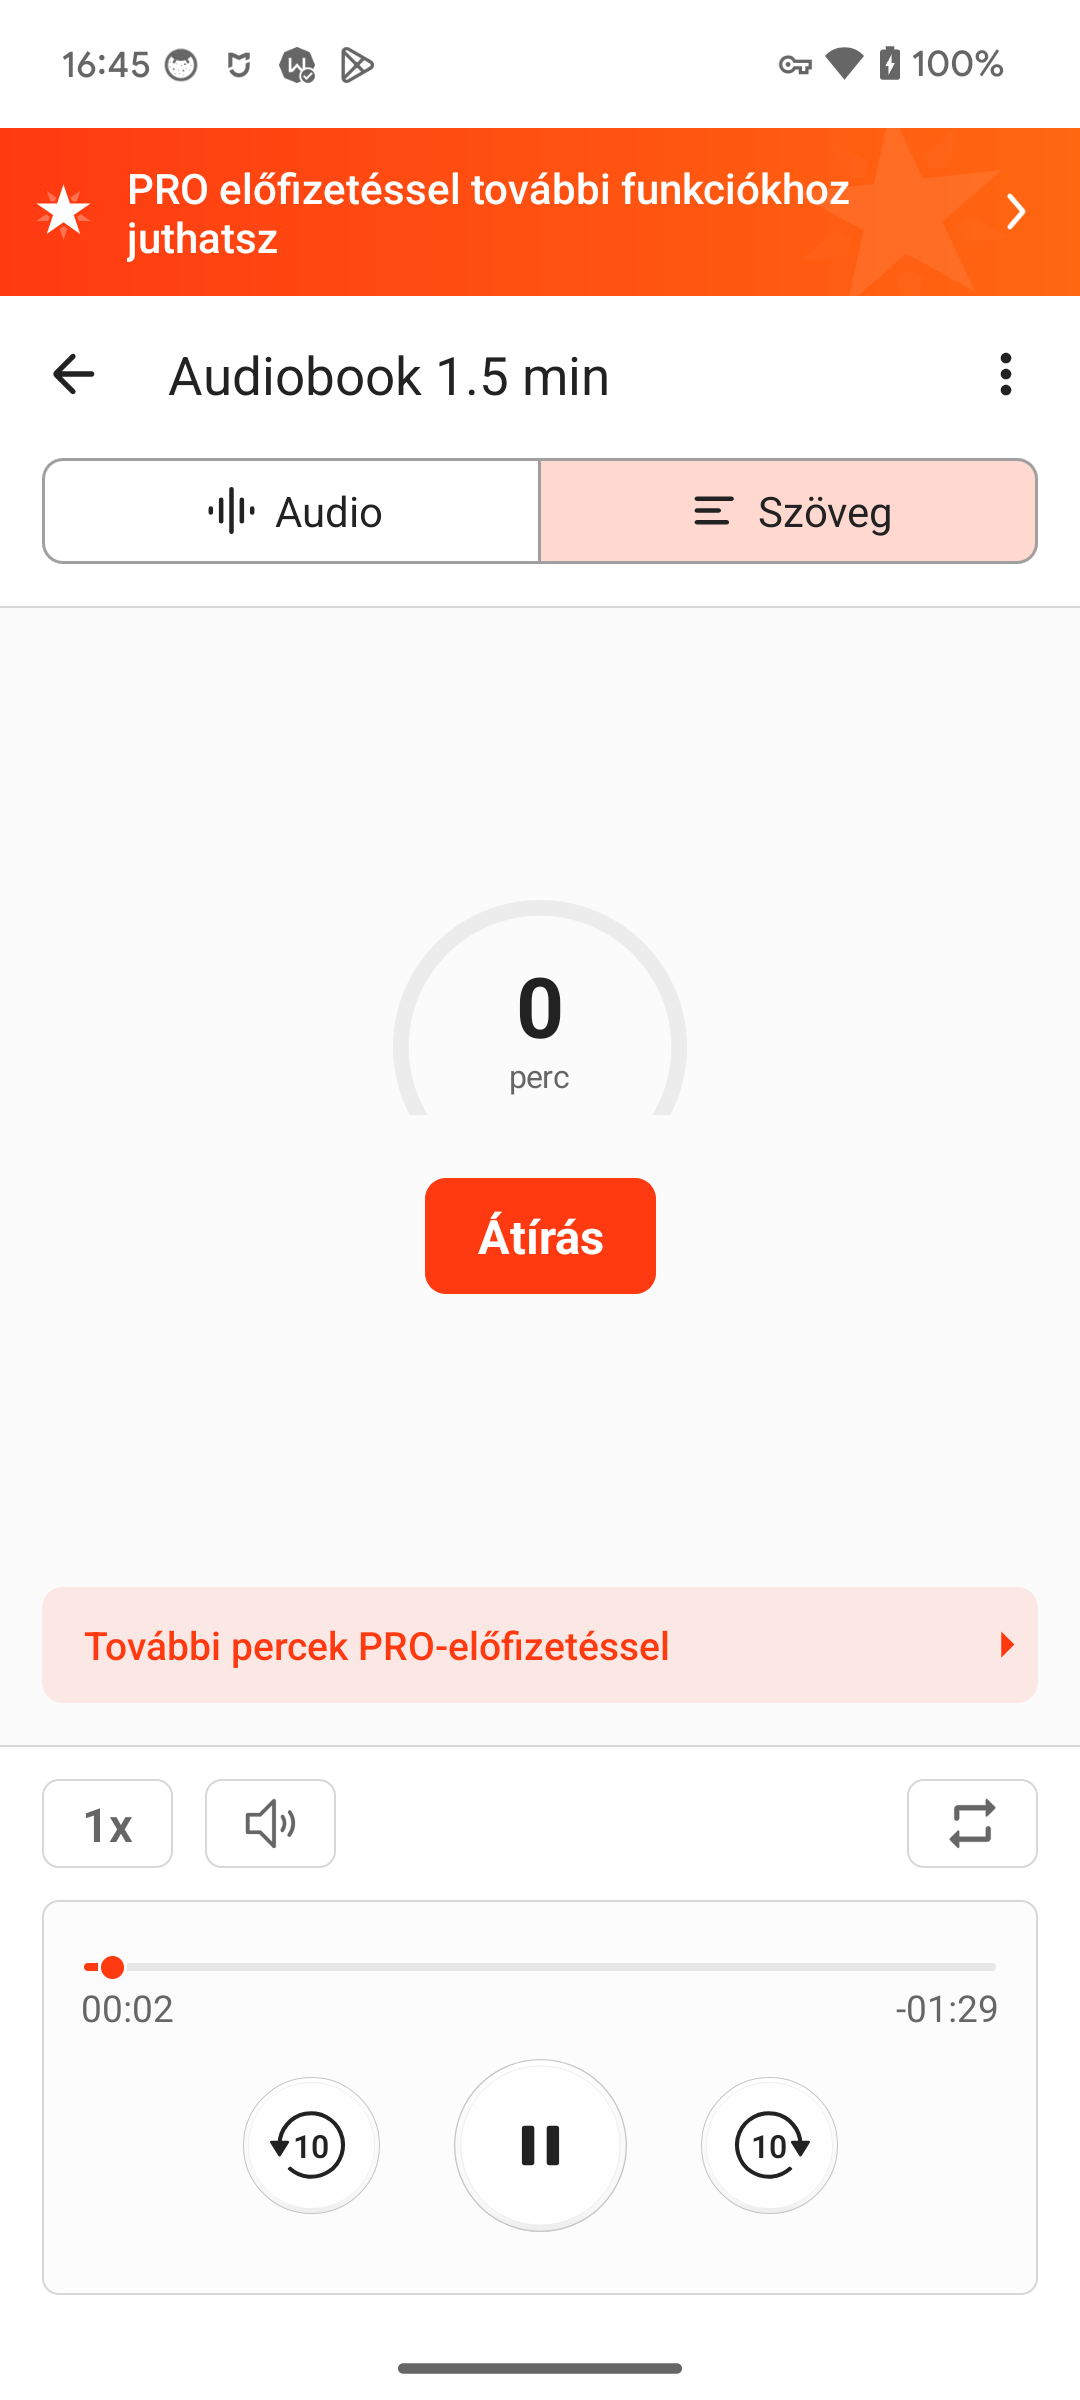 16:45
100%
PRO előfizetéssel további funkciókhoz
juthatsz
Audiobook 1.5 min
Audio
Szöveg
0
perc
Átírás
További percek PRO-előfizetéssel
1x
00:02
-01:29
10
10